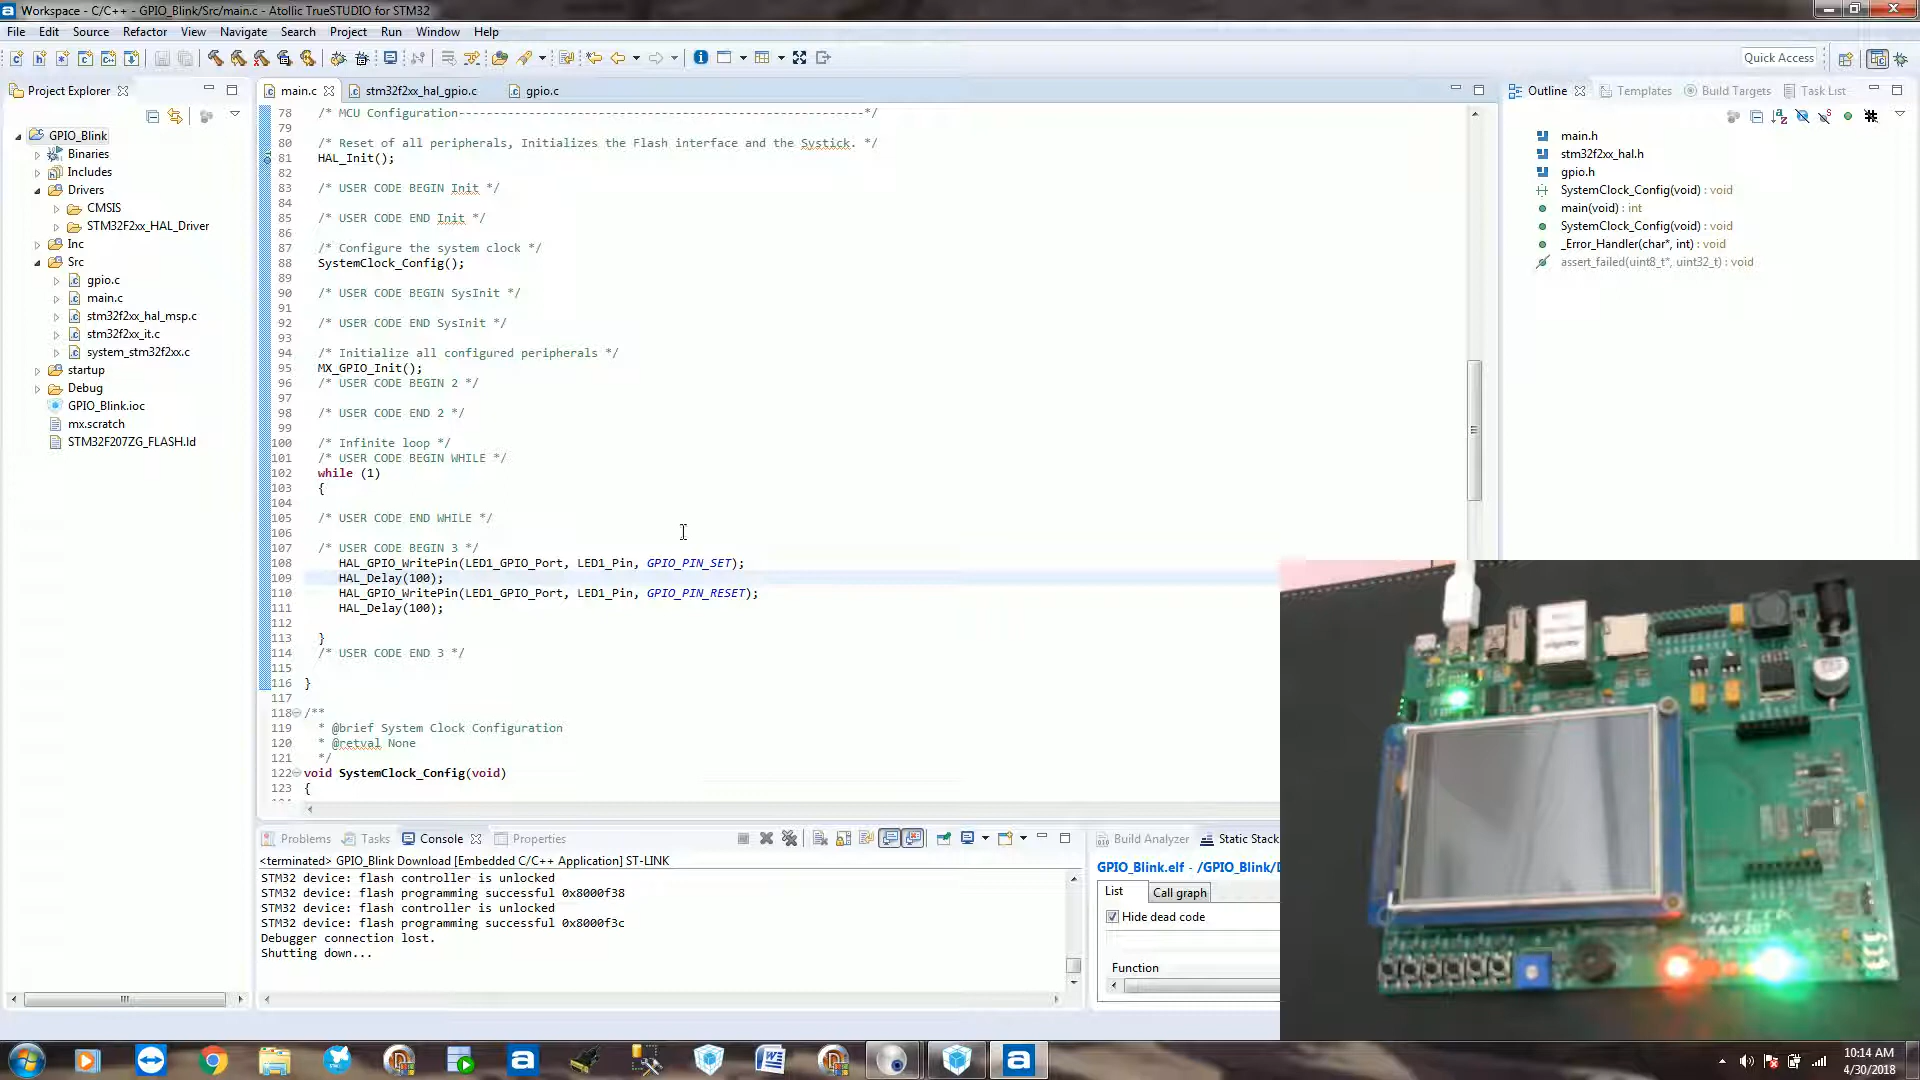 Workspace - C/C++ - GPIO_Blink/Src/main.c - Atollic TrueSTUDIO for STM32
File Edit Source Refactor View Navigate Search Project Run Window Help
Quick Access
Project Explorer
GPIO_Blink
Binaries
Includes
Drivers
CMSIS
STM32F2xx_HAL_Driver
Inc
Src
gpio.c
main.c
stm32f2xx_hal_msp.c
stm32f2xx_it.c
system_stm32f2xx.c
startup
Debug
GPIO_Blink.ioc
mx.scratch
STM32F207ZG_FLASH.ld
main.c stm32f2xx_hal_gpio.c gpio.c
78 /* MCU Configuration----------------------------------------------------------*/
79
80 /* Reset of all peripherals, Initializes the Flash interface and the Systick. */
81 HAL_Init();
82
83 /* USER CODE BEGIN Init */
84
85 /* USER CODE END Init */
86
87 /* Configure the system clock */
88 SystemClock_Config();
89
90 /* USER CODE BEGIN SysInit */
91
92 /* USER CODE END SysInit */
93
94 /* Initialize all configured peripherals */
95 MX_GPIO_Init();
96 /* USER CODE BEGIN 2 */
97
98 /* USER CODE END 2 */
99
100 /* Infinite loop */
101 /* USER CODE BEGIN WHILE */
102 while (1)
103 {
104
105 /* USER CODE END WHILE */
106
107 /* USER CODE BEGIN 3 */
108 HAL_GPIO_WritePin(LED1_GPIO_Port, LED1_Pin, GPIO_PIN_SET);
109 HAL_Delay(100);
110 HAL_GPIO_WritePin(LED1_GPIO_Port, LED1_Pin, GPIO_PIN_RESET);
111 HAL_Delay(100);
112
113 }
114 /* USER CODE END 3 */
115
116 }
117
118 /**
119 * @brief System Clock Configuration
120 * @retval None
121 */
122 void SystemClock_Config(void)
123 {
Outline Templates Build Targets Task List
main.h
stm32f2xx_hal.h
gpio.h
SystemClock_Config(void) : void
main(void) : int
SystemClock_Config(void) : void
_Error_Handler(char*, int) : void
assert_failed(uint8_t*, uint32_t) : void
Problems Tasks Console Properties
<terminated> GPIO_Blink Download [Embedded C/C++ Application] ST-LINK
STM32 device: flash controller is unlocked
STM32 device: flash programming successful 0x8000f38
STM32 device: flash controller is unlocked
STM32 device: flash programming successful 0x8000f3c
Debugger connection lost.
Shutting down...
Build Analyzer Static Stack
GPIO_Blink.elf - /GPIO_Blink/D
List Call graph
Hide dead code
Function
10:14 AM
4/30/2018